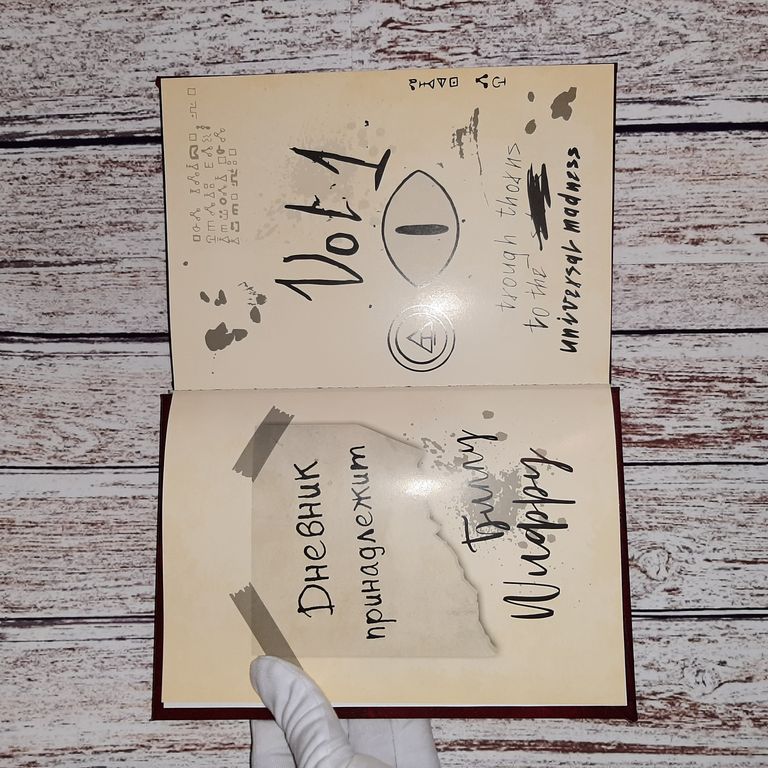 Дневник
принадлежит
Биллу
Шифру
Vol 1
trough thorns
to the
universal madness